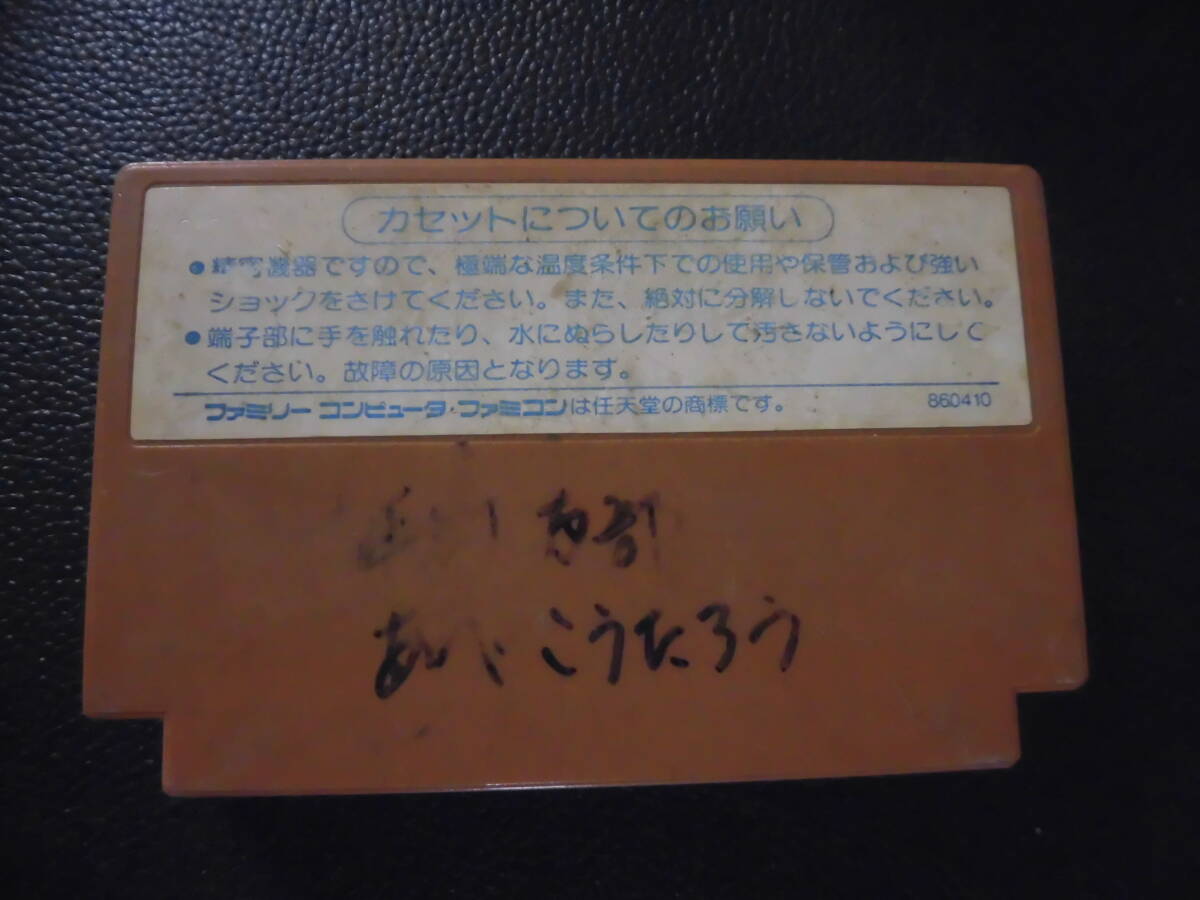 カセットについてのお願い
●精密機器ですので、極端な温度条件下での使用や保管および強い
ショックをさけてください。また、絶対に分解しないでください。
●端子部に手を触れたり、水にぬらしたりして汚さないようにして
ください。故障の原因となります。
ファミリーコンピュータ・ファミコンは任天堂の商標です。 860410
こうたろう